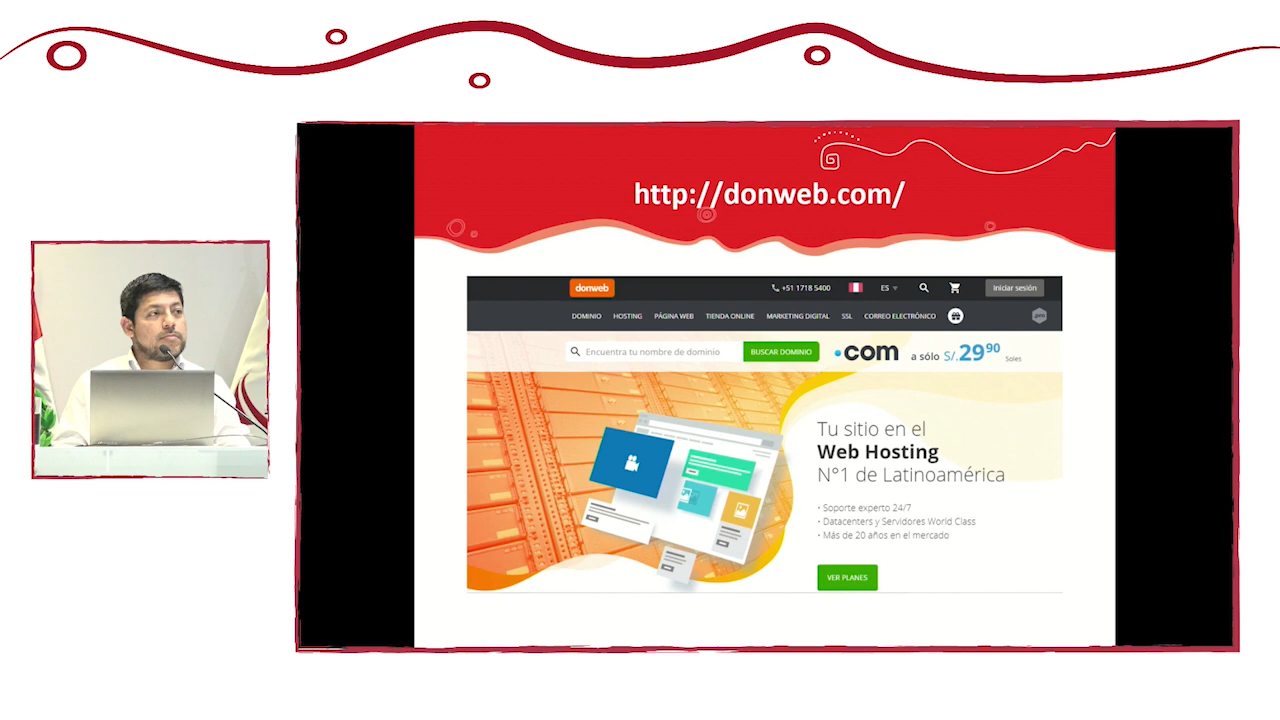 http://donweb.com/
donweb
+51 1718 5400
ES
Iniciar sesión
DOMINIO HOSTING PÁGINA WEB TIENDA ONLINE MARKETING DIGITAL SSL CORREO ELECTRÓNICO
Encuentra tu nombre de dominio
BUSCAR DOMINIO
.com a sólo S/.29⁹⁰ Soles
Tu sitio en el
Web Hosting
N°1 de Latinoamérica
• Soporte experto 24/7
• Datacenters y Servidores World Class
• Más de 20 años en el mercado
VER PLANES